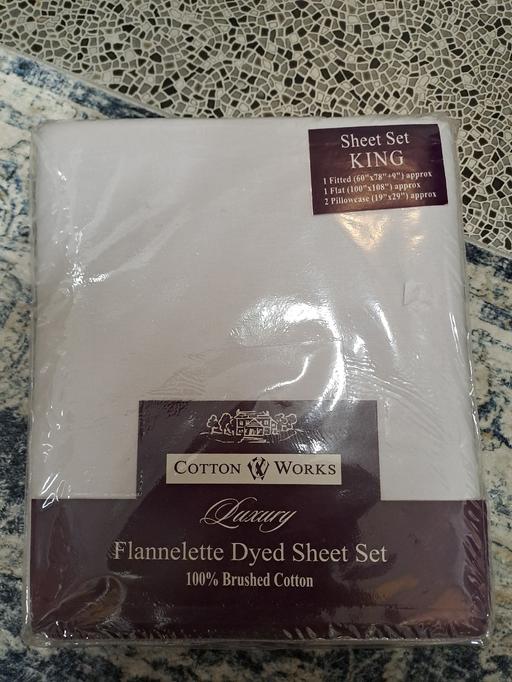 Sheet Set
KING
1 Fitted (60"x78"+9") approx
1 Flat (100"x108") approx
2 Pillowcase (19"x29") approx
COTTON WORKS
Luxury
Flannelette Dyed Sheet Set
100% Brushed Cotton